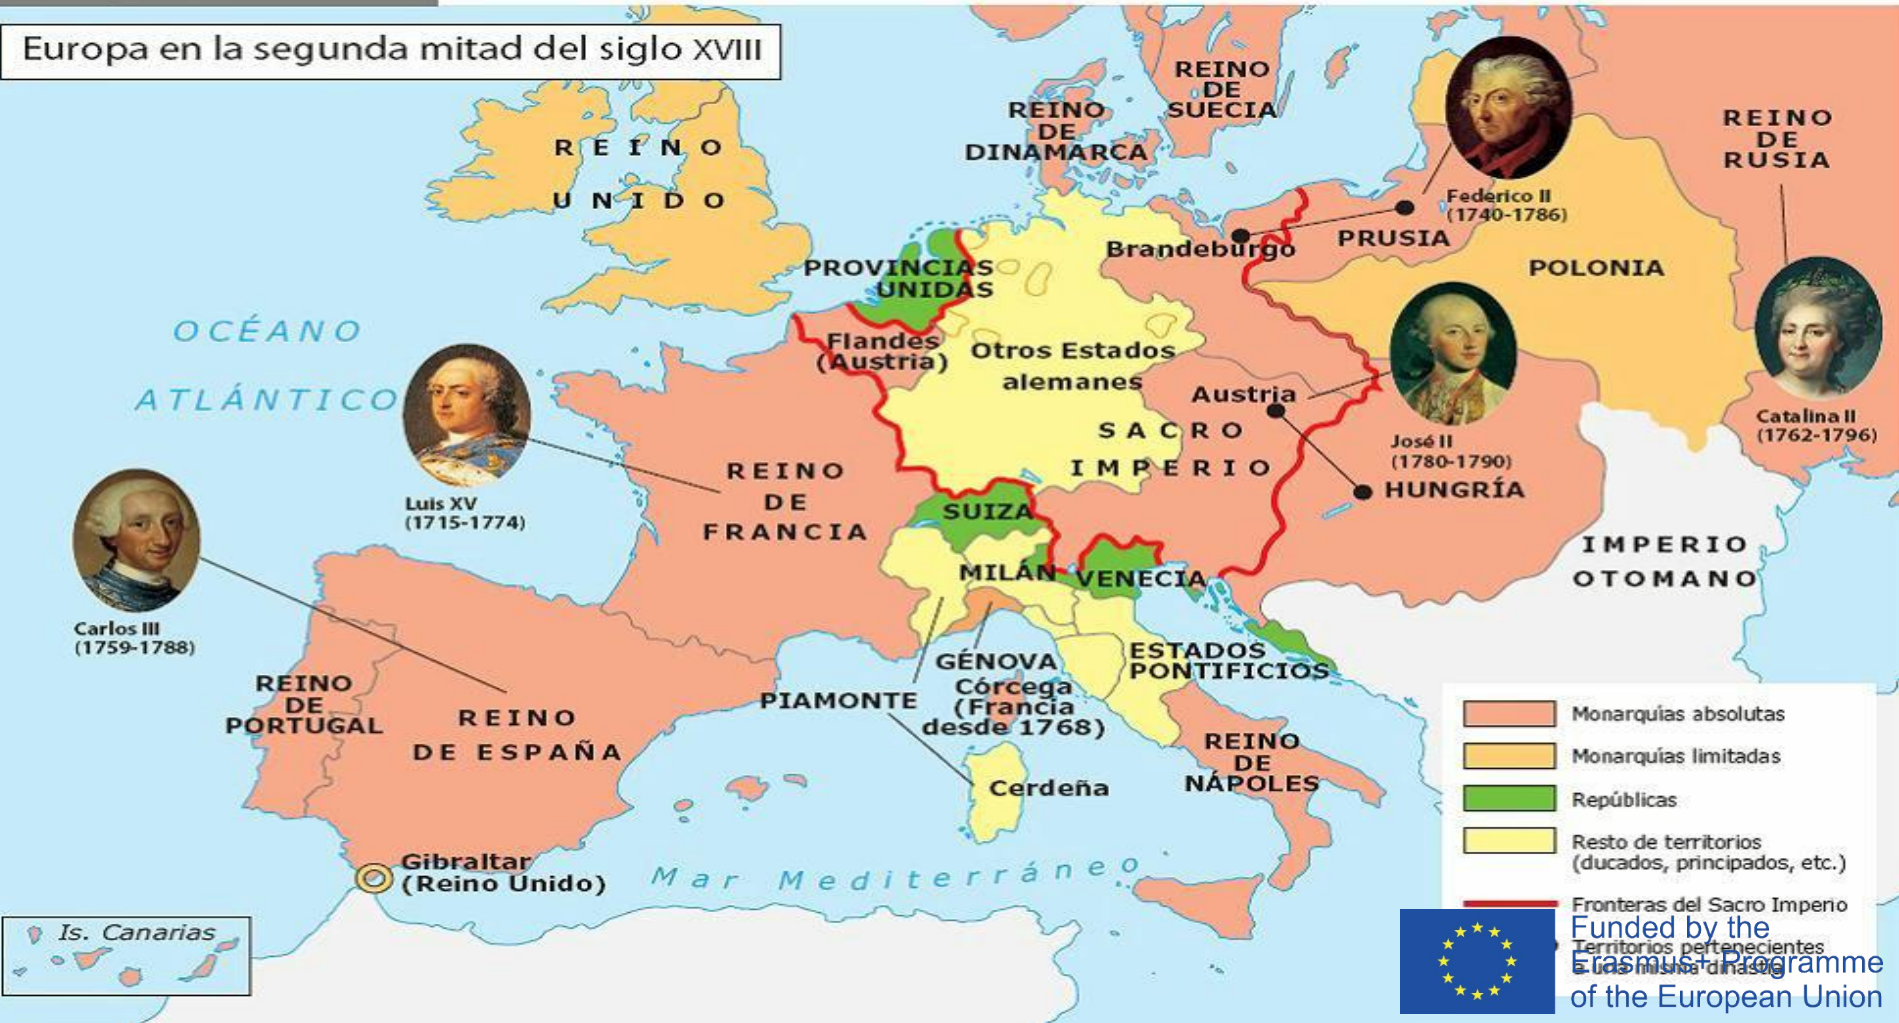 Europa en la segunda mitad del siglo XVIII
REINO
UNIDO
REINO
DE
DINAMARCA
REINO
DE
SUECIA
REINO
DE
RUSIA
Federico II
(1740-1786)
PRUSIA
Brandeburgo
POLONIA
PROVINCIAS
UNIDAS
Flandes
(Austria)
Otros Estados
alemanes
OCÉANO
ATLÁNTICO
Austria
SACRO
IMPERIO
José II
(1780-1790)
HUNGRÍA
Catalina II
(1762-1796)
Luis XV
(1715-1774)
REINO
DE
FRANCIA
SUIZA
MILÁN
VENECIA
IMPERIO
OTOMANO
Carlos III
(1759-1788)
REINO
DE
PORTUGAL
REINO
DE ESPAÑA
PIAMONTE
GÉNOVA
Córcega
(Francia
desde 1768)
ESTADOS
PONTIFICIOS
REINO
DE
NÁPOLES
Cerdeña
Gibraltar
(Reino Unido)
Mar Mediterráneo
Is. Canarias
Monarquías absolutas
Monarquías limitadas
Repúblicas
Resto de territorios
(ducados, principados, etc.)
Fronteras del Sacro Imperio
Territorios pertenecientes
a una misma dinastía
Funded by the
Erasmus+ Programme
of the European Union